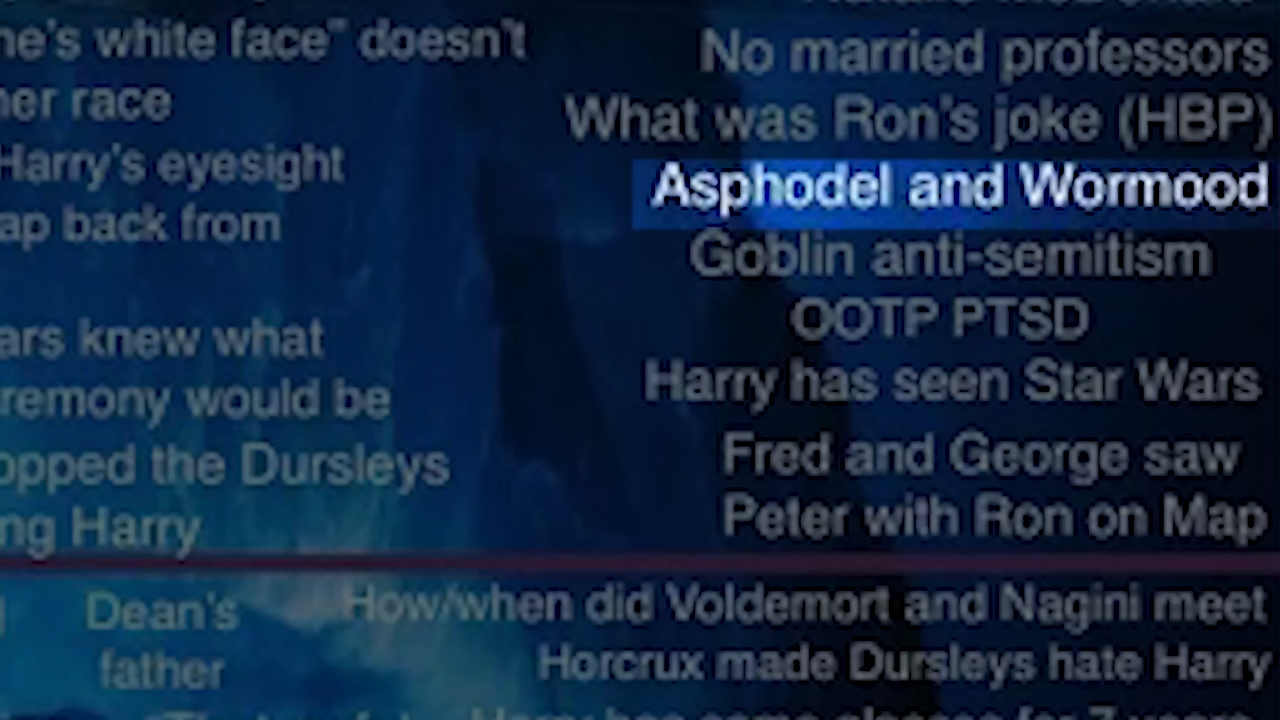 No married professors
What was Ron's joke (HBP)
Asphodel and Wormood
Goblin anti-semitism
OOTP PTSD
Harry has seen Star Wars
Fred and George saw
Peter with Ron on Map
he's white face" doesn't
her race
Harry's eyesight
ap back from
ars knew what
remony would be
opped the Dursleys
ng Harry
Dean's
father
How/when did Voldemort and Nagini meet
Horcrux made Dursleys hate Harry